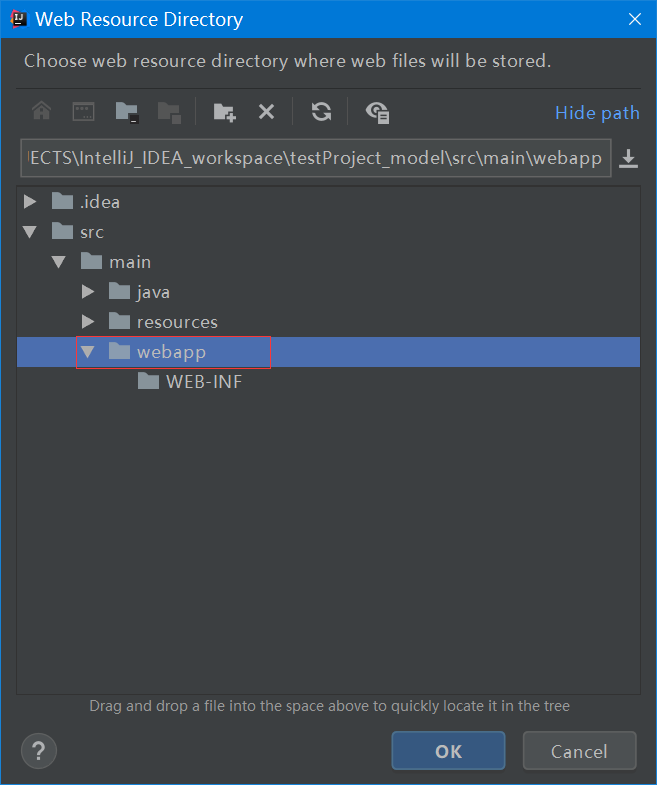 Web Resource Directory
Choose web resource directory where web files will be stored.
Hide path
ECTS\IntelliJ_IDEA_workspace\testProject_model\src\main\webapp
.idea
src
main
java
resources
webapp
WEB-INF
Drag and drop a file into the space above to quickly locate it in the tree
? OK Cancel